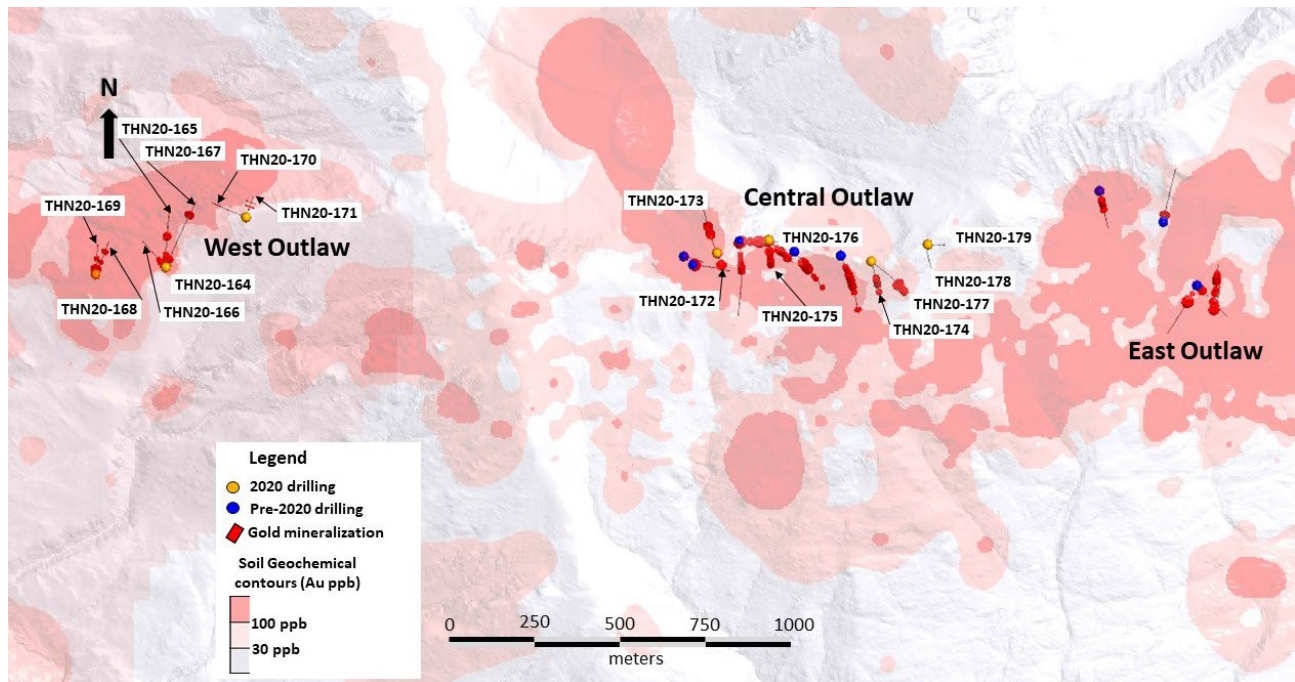 N
THN20-165
THN20-167
THN20-170
THN20-169
THN20-171
West Outlaw
THN20-164
THN20-168
THN20-166
THN20-173
Central Outlaw
THN20-176
THN20-179
THN20-178
THN20-172
THN20-175
THN20-177
THN20-174
East Outlaw
Legend
2020 drilling
Pre-2020 drilling
Gold mineralization
Soil Geochemical
contours (Au ppb)
100 ppb
30 ppb
0 250 500 750 1000
meters